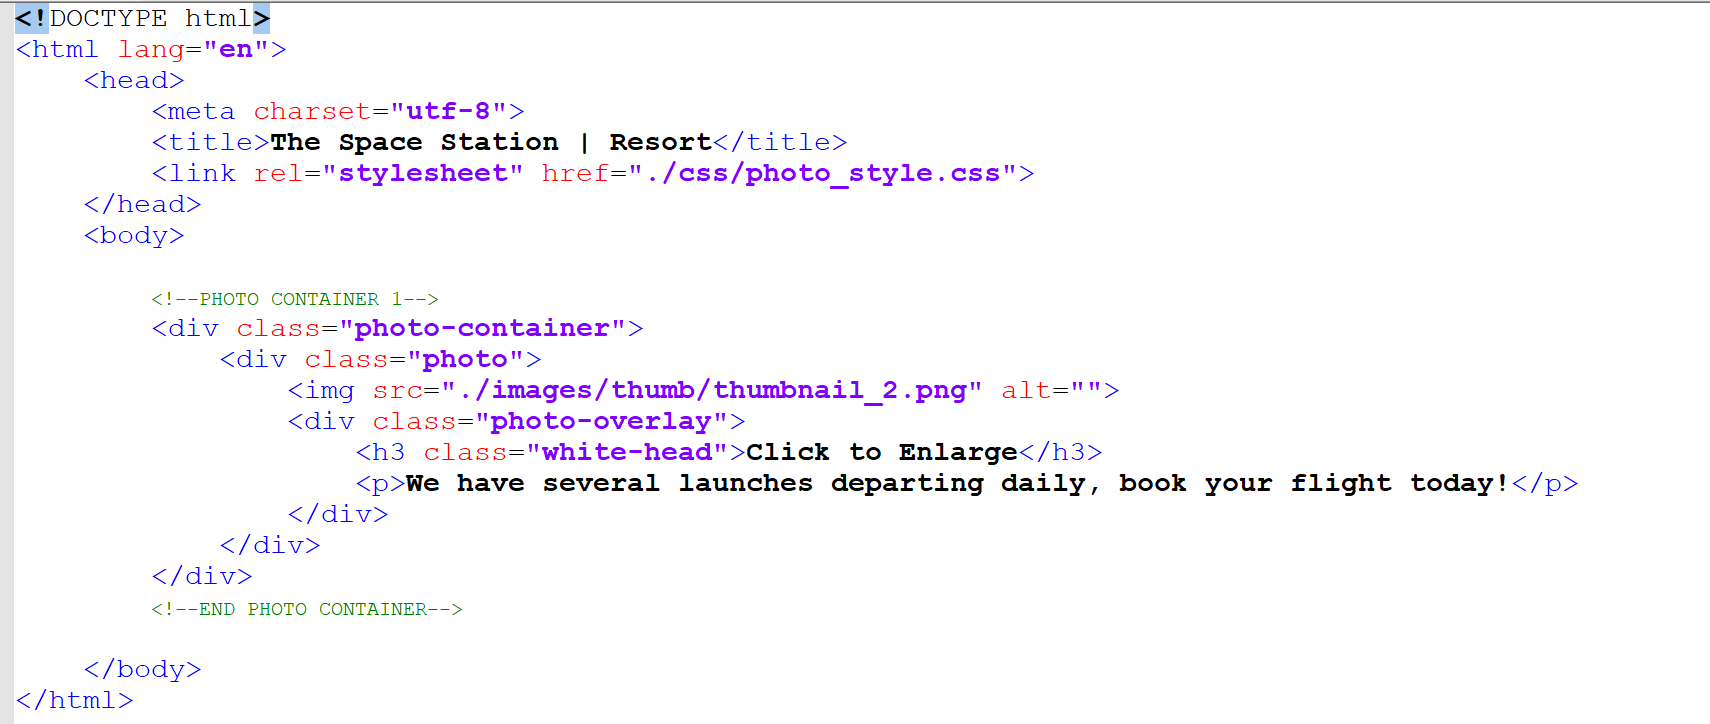 <!DOCTYPE html>
<html lang="en">
<head>
<meta charset="utf-8">
<title>The Space Station | Resort</title>
<link rel="stylesheet" href="./css/photo_style.css">
</head>
<body>
<!--PHOTO CONTAINER 1-->
<div class="photo-container">
<div class="photo">
<img src="./images/thumb/thumbnail_2.png" alt="">
<div class="photo-overlay">
<h3 class="white-head">Click to Enlarge</h3>
<p>We have several launches departing daily, book your flight today!</p>
</div>
</div>
</div>
<!--END PHOTO CONTAINER-->
</body>
</html>